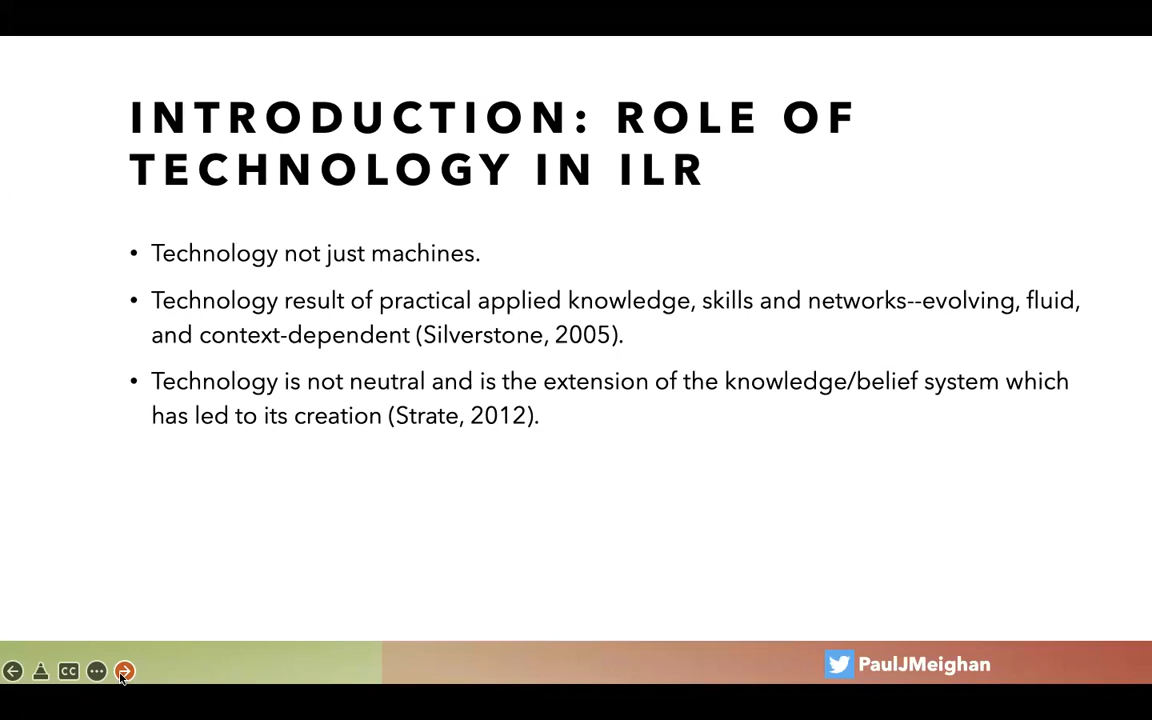 INTRODUCTION: ROLE OF
TECHNOLOGY IN ILR
• Technology not just machines.
• Technology result of practical applied knowledge, skills and networks--evolving, fluid,
and context-dependent (Silverstone, 2005).
• Technology is not neutral and is the extension of the knowledge/belief system which
has led to its creation (Strate, 2012).
CC
PaulJMeighan